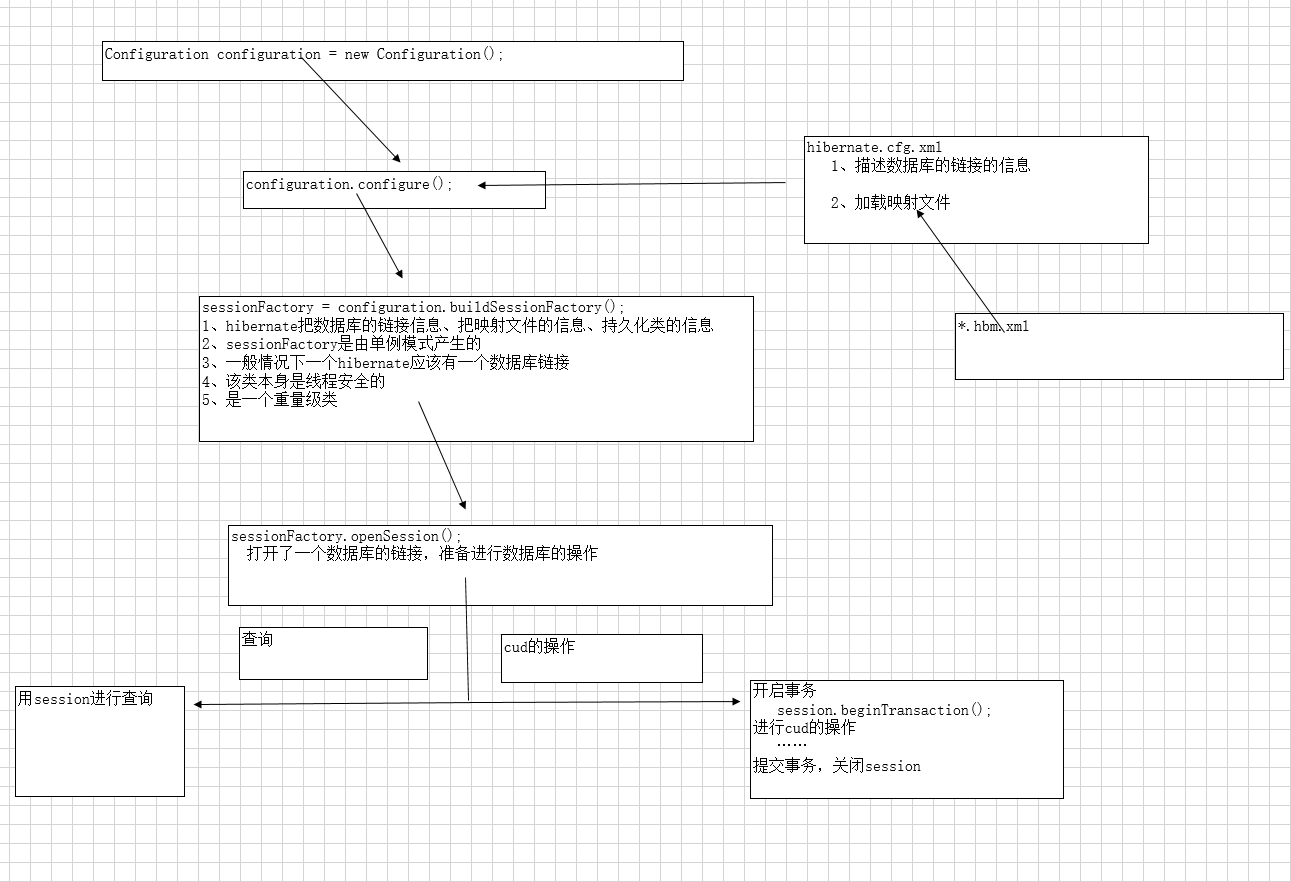 Configuration configuration = new Configuration();
hibernate.cfg.xml
1、描述数据库的链接的信息
2、加载映射文件
configuration.configure();
*.hbm.xml
sessionFactory = configuration.buildSessionFactory();
1、hibernate把数据库的链接信息、把映射文件的信息、持久化类的信息
2、sessionFactory是由单例模式产生的
3、一般情况下一个hibernate应该有一个数据库链接
4、该类本身是线程安全的
5、是一个重量级类
sessionFactory.openSession();
打开了一个数据库的链接，准备进行数据库的操作
查询
cud的操作
用session进行查询
开启事务
session.beginTransaction();
进行cud的操作
……
提交事务，关闭session